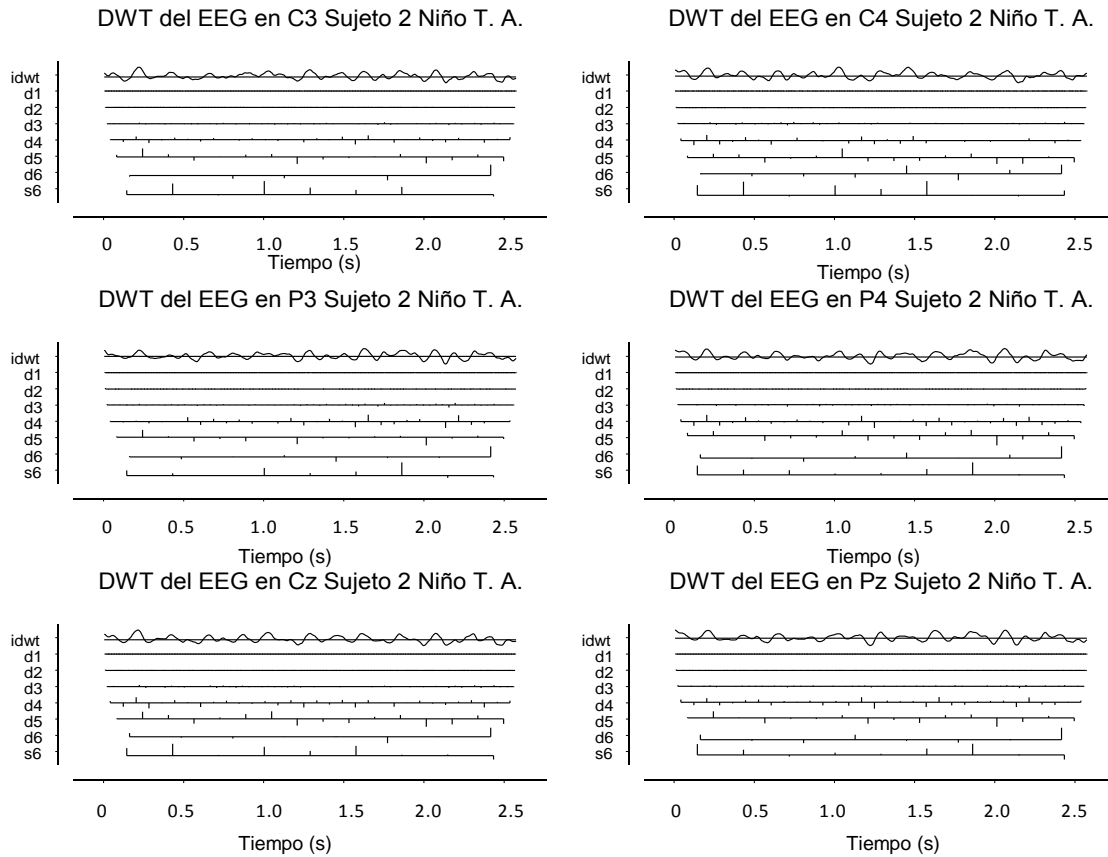 DWT del EEG en C3 Sujeto 2 Niño T. A.
idwt
d1
d2
d3
d4
d5
d6
s6
0 0.5 1.0 1.5 2.0 2.5
Tiempo (s)
DWT del EEG en C4 Sujeto 2 Niño T. A.
idwt
d1
d2
d3
d4
d5
d6
s6
0 0.5 1.0 1.5 2.0 2.5
Tiempo (s)
DWT del EEG en P3 Sujeto 2 Niño T. A.
idwt
d1
d2
d3
d4
d5
d6
s6
0 0.5 1.0 1.5 2.0 2.5
Tiempo (s)
DWT del EEG en P4 Sujeto 2 Niño T. A.
idwt
d1
d2
d3
d4
d5
d6
s6
0 0.5 1.0 1.5 2.0 2.5
Tiempo (s)
DWT del EEG en Cz Sujeto 2 Niño T. A.
idwt
d1
d2
d3
d4
d5
d6
s6
0 0.5 1.0 1.5 2.0 2.5
Tiempo (s)
DWT del EEG en Pz Sujeto 2 Niño T. A.
idwt
d1
d2
d3
d4
d5
d6
s6
0 0.5 1.0 1.5 2.0 2.5
Tiempo (s)